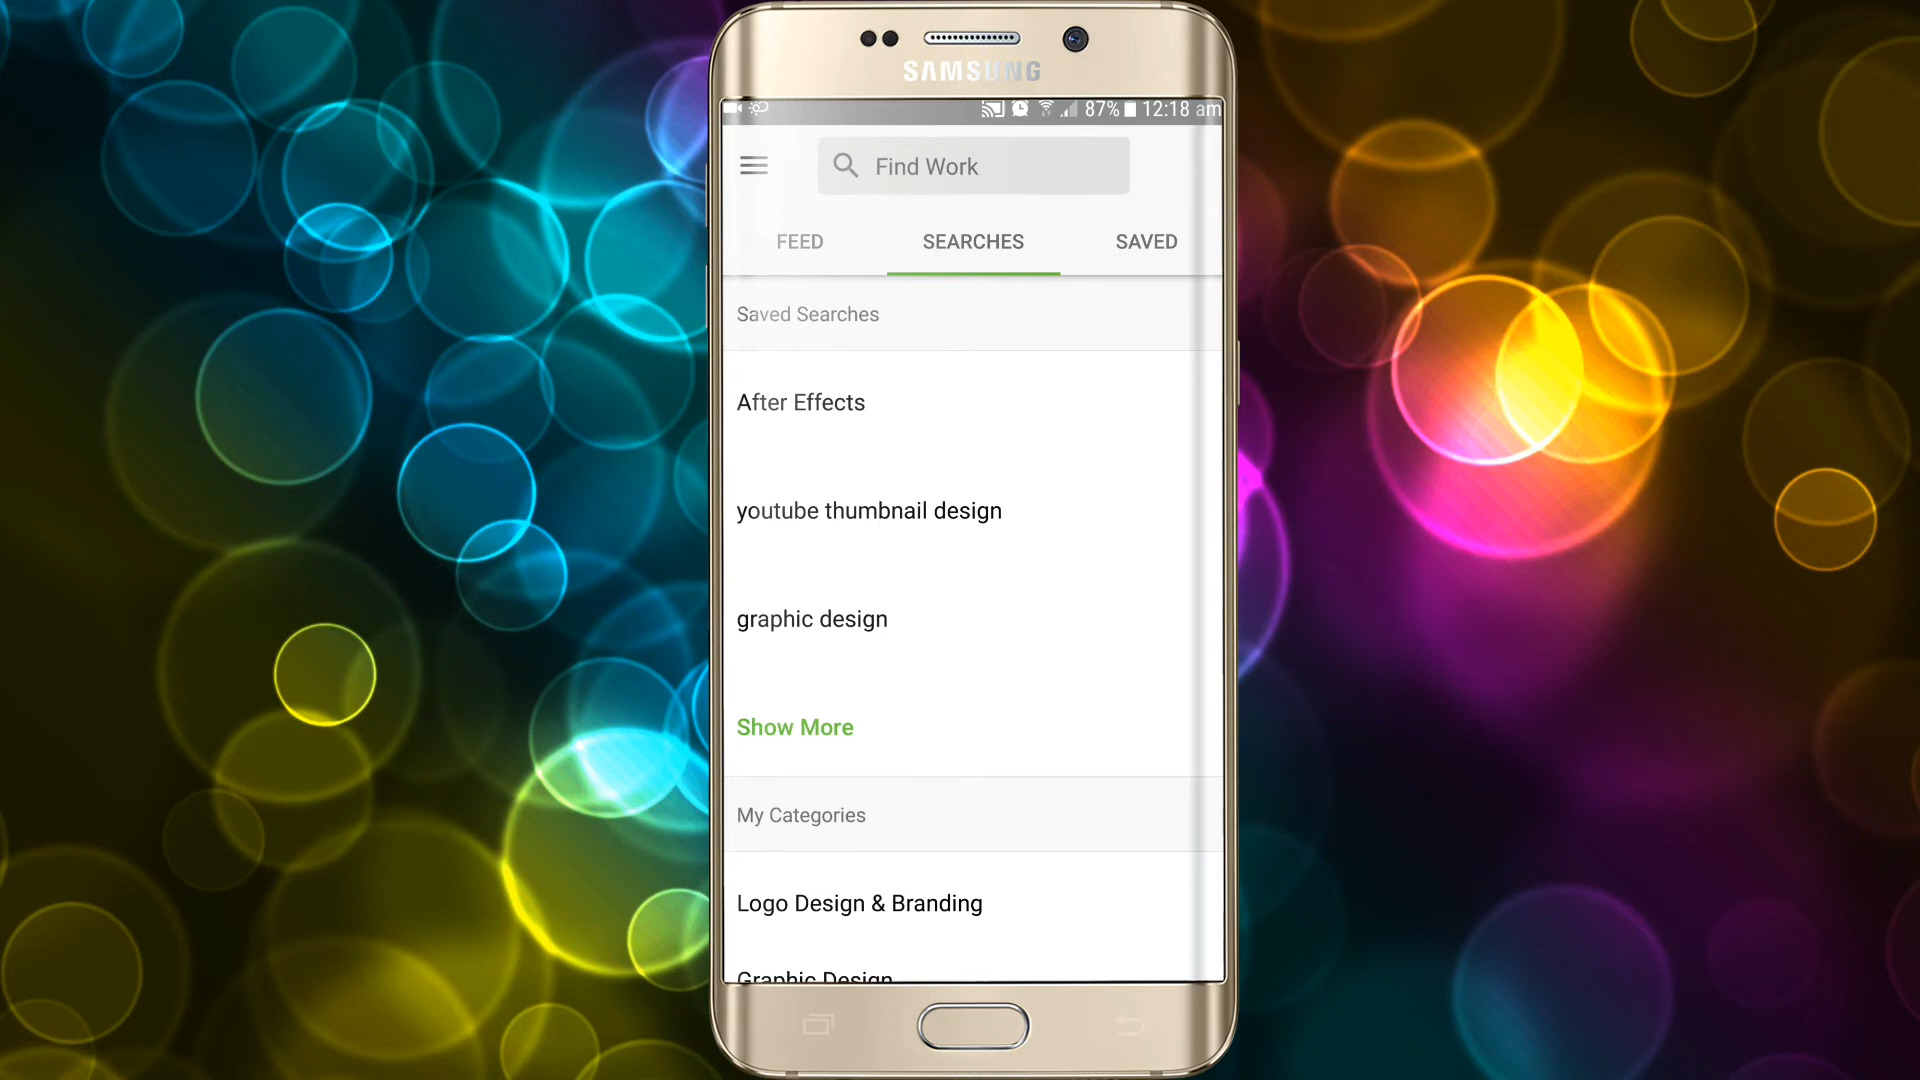 SAMSUNG
87% 12:18 am
Find Work
FEED SEARCHES SAVED
Saved Searches
After Effects
youtube thumbnail design
graphic design
Show More
My Categories
Logo Design & Branding
Graphic Design